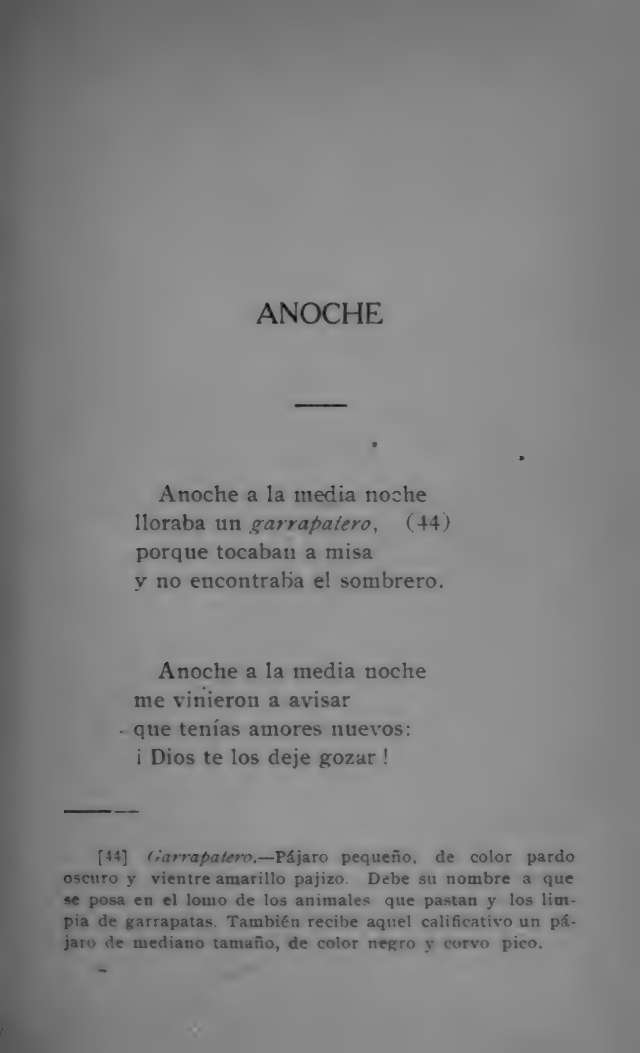 ANOCHE
Anoche a la media noche
lloraba un garrapatero, (44)
porque tocaban a misa
y no encontraba el sombrero.
Anoche a la media noche
me vinieron a avisar
que tenías amores nuevos:
¡ Dios te los deje gozar !
[44] Garrapatero.—Pájaro pequeño, de color pardo
oscuro y vientre amarillo pajizo. Debe su nombre a que
se posa en el lomo de los animales que pastan y los lim-
pia de garrapatas. También recibe aquel calificativo un pá-
jaro de mediano tamaño, de color negro y corvo pico.